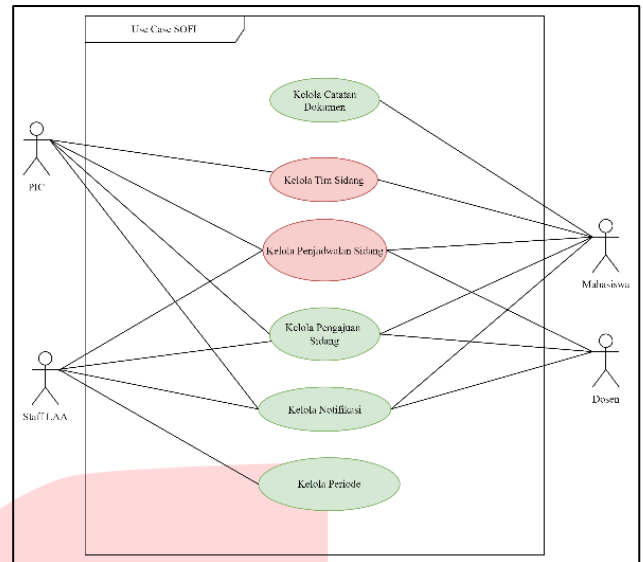 Use Case SOFI
Kelola Catatan
Dokumen
PIC
Kelola Tim Sidang
Kelola Penjadwalan Sidang
Mahasiswa
Kelola Pengajuan
Sidang
Staff LAA
Dosen
Kelola Notifikasi
Kelola Periode